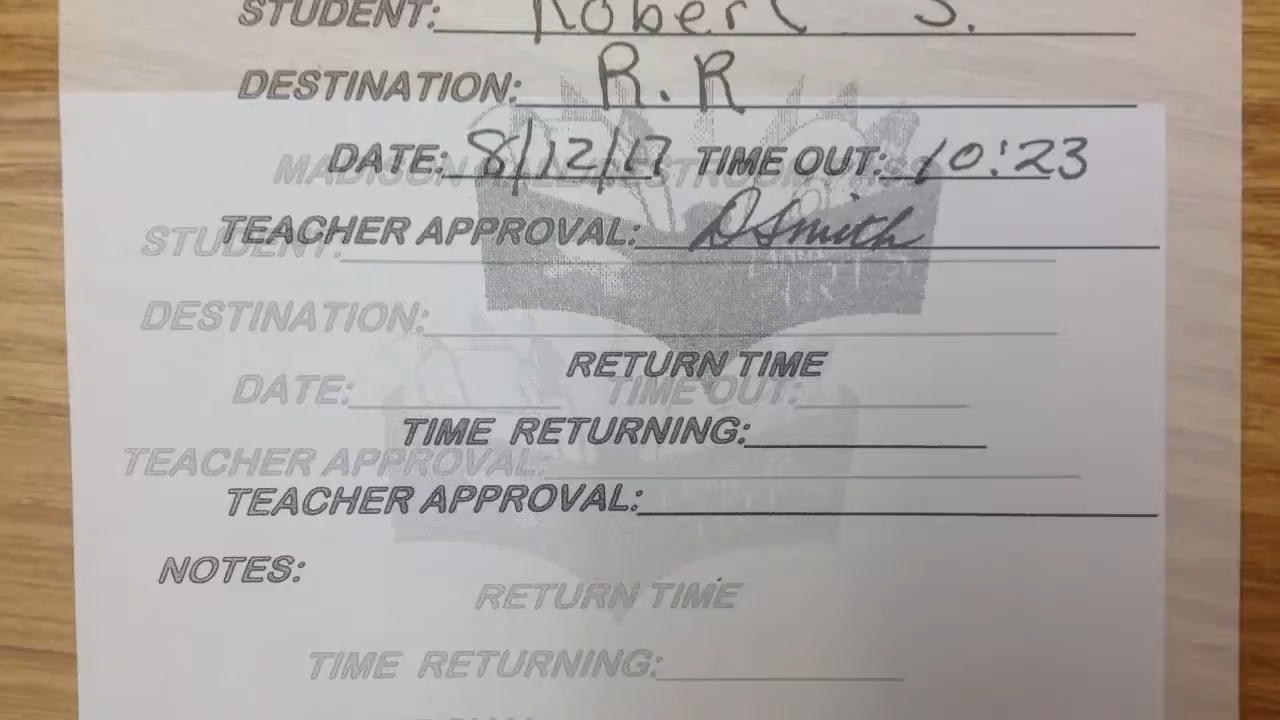 STUDENT: Robert S.
DESTINATION: R.R
DATE: 8/12/17 TIME OUT: 10:23
TEACHER APPROVAL: D Smith
STUDENT:
DESTINATION:
RETURN TIME
DATE: TIME OUT:
TIME RETURNING:
TEACHER APPROVAL:
TEACHER APPROVAL:
NOTES:
RETURN TIME
TIME RETURNING: